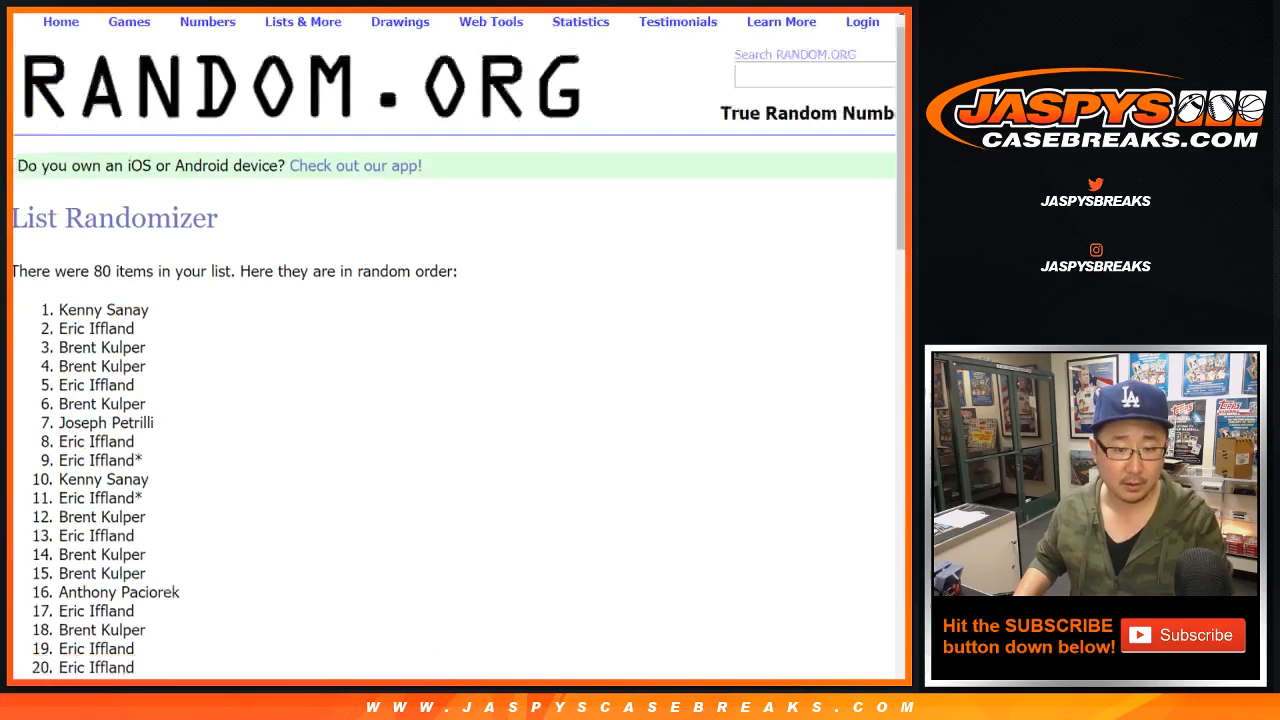 Home Games Numbers Lists & More Drawings Web Tools Statistics Testimonials Learn More Login
RANDOM.ORG
Search RANDOM.ORG
True Random Numb
Do you own an iOS or Android device? Check out our app!
List Randomizer
There were 80 items in your list. Here they are in random order:
1. Kenny Sanay
2. Eric Iffland
3. Brent Kulper
4. Brent Kulper
5. Eric Iffland
6. Brent Kulper
7. Joseph Petrilli
8. Eric Iffland
9. Eric Iffland*
10. Kenny Sanay
11. Eric Iffland*
12. Brent Kulper
13. Eric Iffland
14. Brent Kulper
15. Brent Kulper
16. Anthony Paciorek
17. Eric Iffland
18. Brent Kulper
19. Eric Iffland
20. Eric Iffland
JASPYS
CASEBREAKS.COM
JASPYSBREAKS
JASPYSBREAKS
LA
Topps
Hit the SUBSCRIBE
button down below!
Subscribe
WWW.JASPYSCASEBREAKS.COM